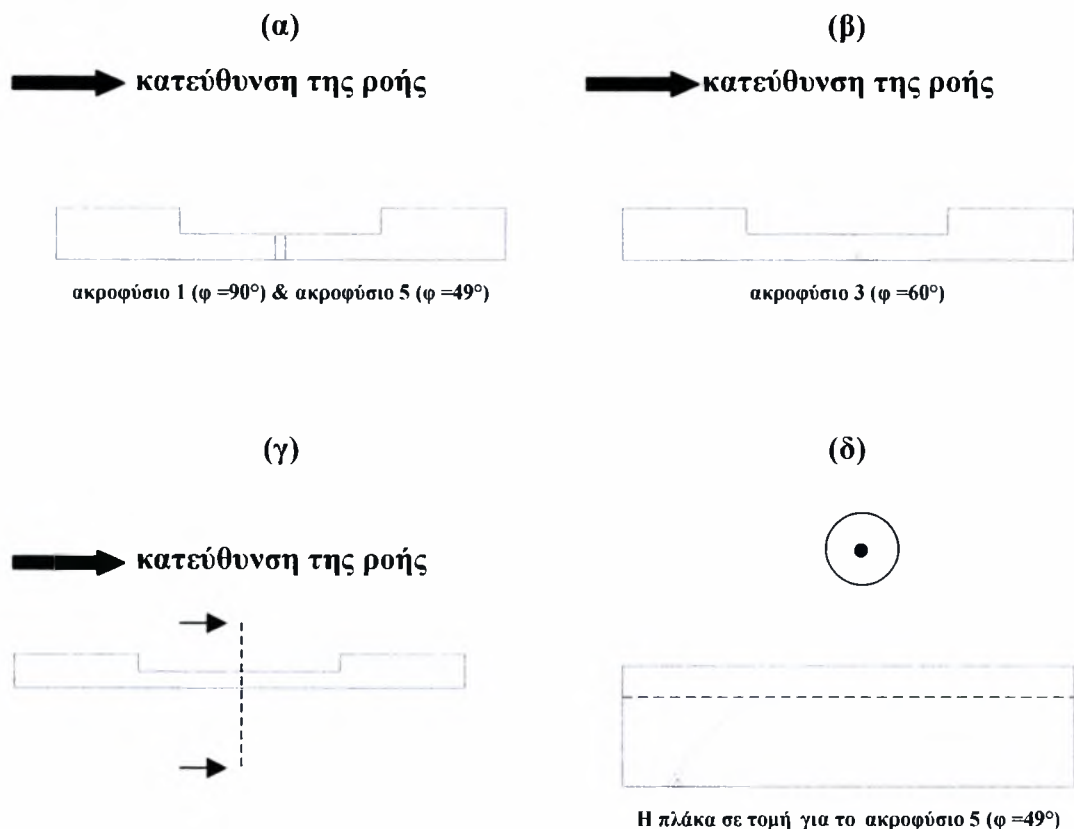 (α)
κατεύθυνση της ροής
ακροφύσιο 1 (φ =90°) & ακροφύσιο 5 (φ =49°)
(β)
κατεύθυνση της ροής
ακροφύσιο 3 (φ =60°)
(γ)
κατεύθυνση της ροής
(δ)
Η πλάκα σε τομή για το ακροφύσιο 5 (φ =49°)